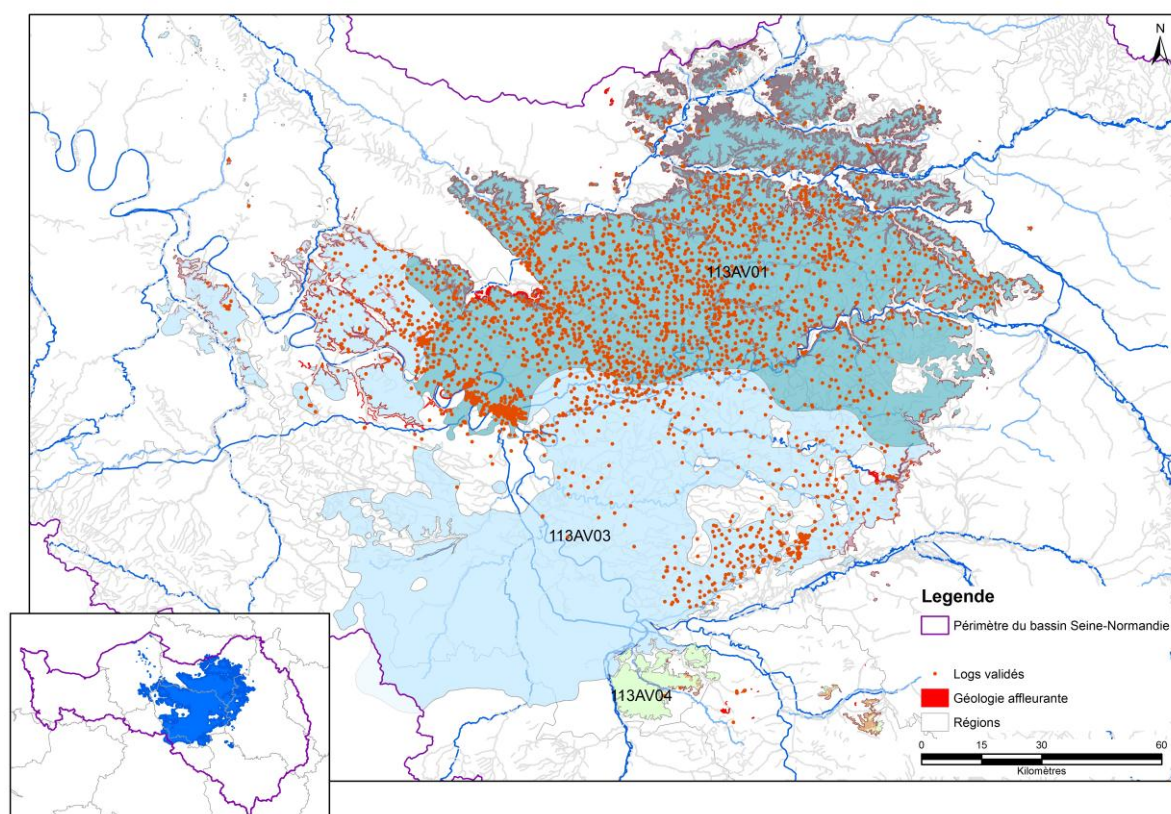 N
113AV01
113AV03
113AV04
Legende
Périmètre du bassin Seine-Normandie
Logs validés
Géologie affleurante
Régions
0 15 30 60
Kilomètres